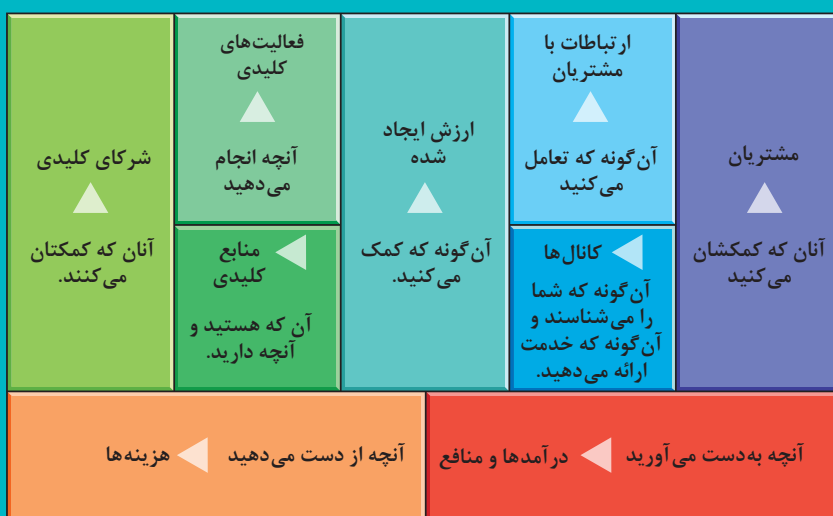 مشتریان
آنان که کمکشان
می‌کنید
ارتباطات با
مشتریان
آن‌گونه که تعامل
می‌کنید
کانال‌ها
آن‌گونه که شما
را می‌شناسند و
آن‌گونه که خدمت
ارائه می‌دهید.
ارزش ایجاد
شده
آن‌گونه که کمک
می‌کنید.
فعالیت‌های
کلیدی
آنچه انجام
می‌دهید
منابع
کلیدی
آن که هستید و
آنچه دارید.
شرکای کلیدی
آنان که کمکتان
می‌کنند.
آنچه به‌دست می‌آورید درآمدها و منافع
آنچه از دست می‌دهید هزینه‌ها